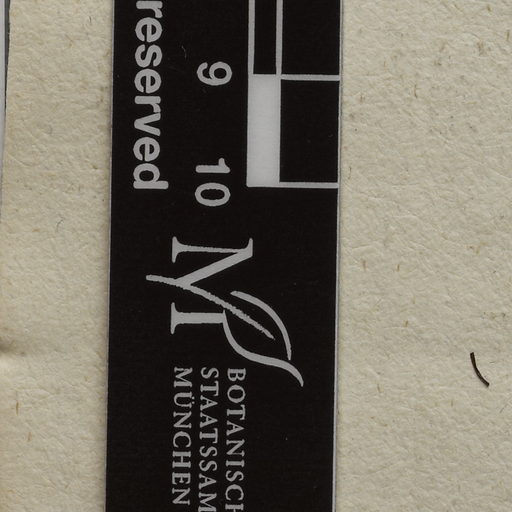 reserved
9 10
M
BOTANISCH
STAATSSAM
MÜNCHEN